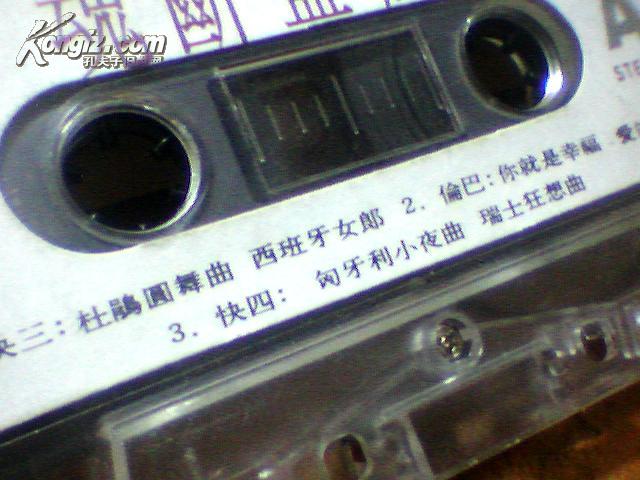 Kongfz.com
孔夫子旧书网
A
STE
快三：杜鵑圓舞曲 西班牙女郎 2. 倫巴：你就是幸福 愛
3. 快四： 匈牙利小夜曲 瑞士狂想曲